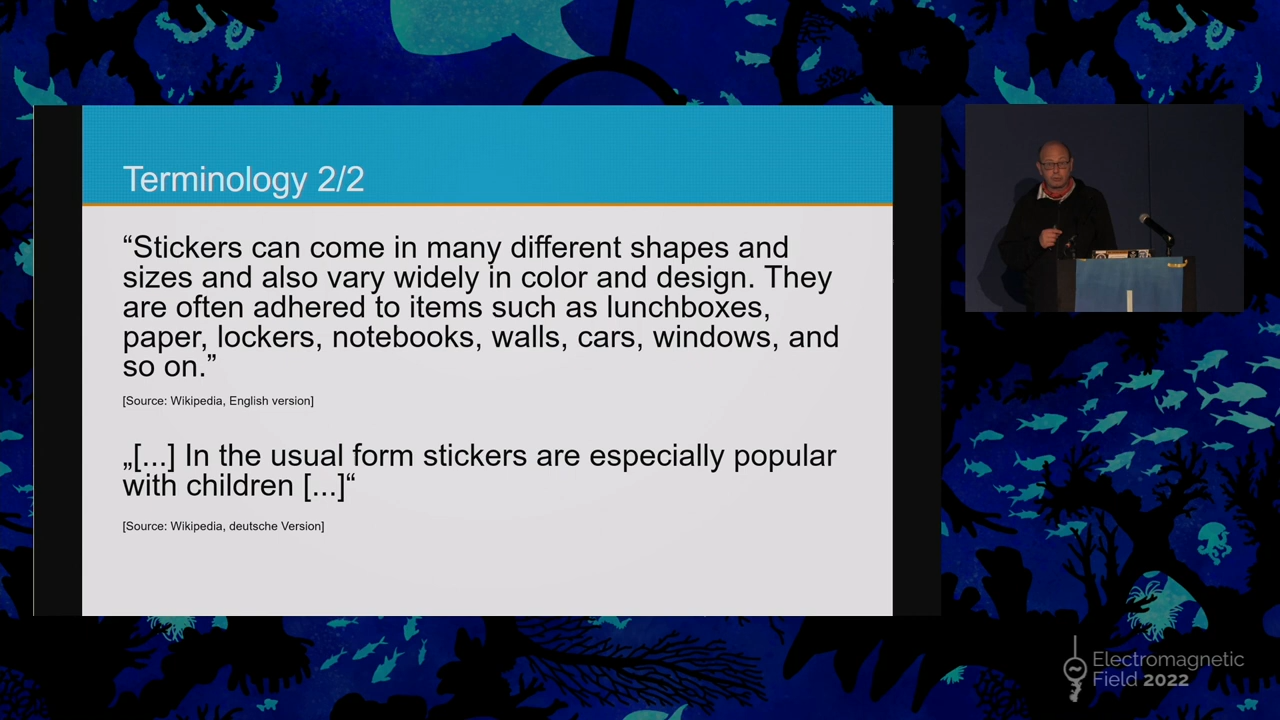 Terminology 2/2
“Stickers can come in many different shapes and
sizes and also vary widely in color and design. They
are often adhered to items such as lunchboxes,
paper, lockers, notebooks, walls, cars, windows, and
so on.”
[Source: Wikipedia, English version]
„[...] In the usual form stickers are especially popular
with children [...]“
[Source: Wikipedia, deutsche Version]
Electromagnetic
Field 2022